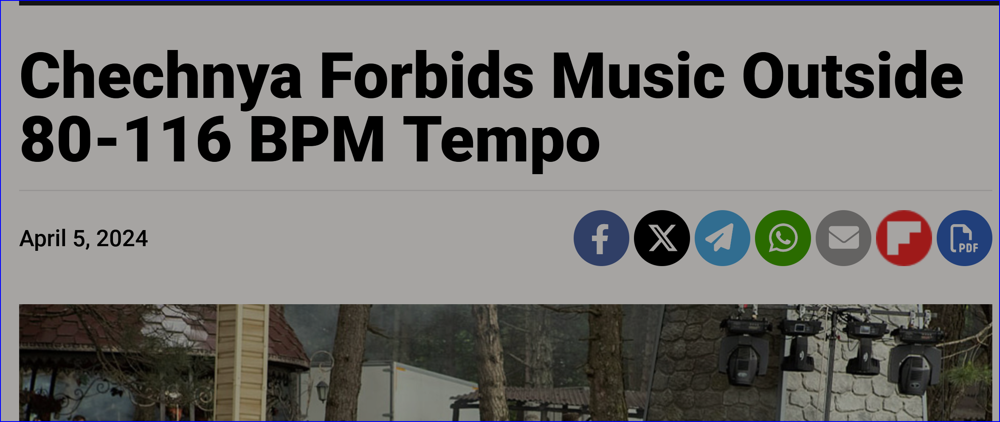 Chechnya Forbids Music Outside
80-116 BPM Tempo
April 5, 2024
PDF